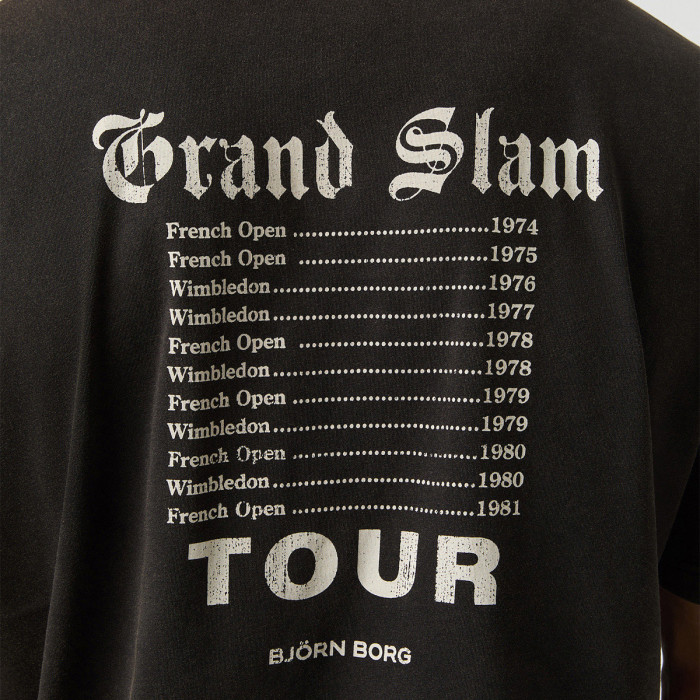 Grand Slam
French Open ........................................ 1974
French Open ...................................... 1975
Wimbledon........................................... 1976
Wimbledon........................................... 1977
French Open ...................................... 1978
Wimbledon........................................... 1978
French Open ........................................ 1979
Wimbledon........................................... 1979
French Open ........................................ 1980
Wimbledon........................................... 1980
French Open ........................................ 1981
TOUR
BJÖRN BORG